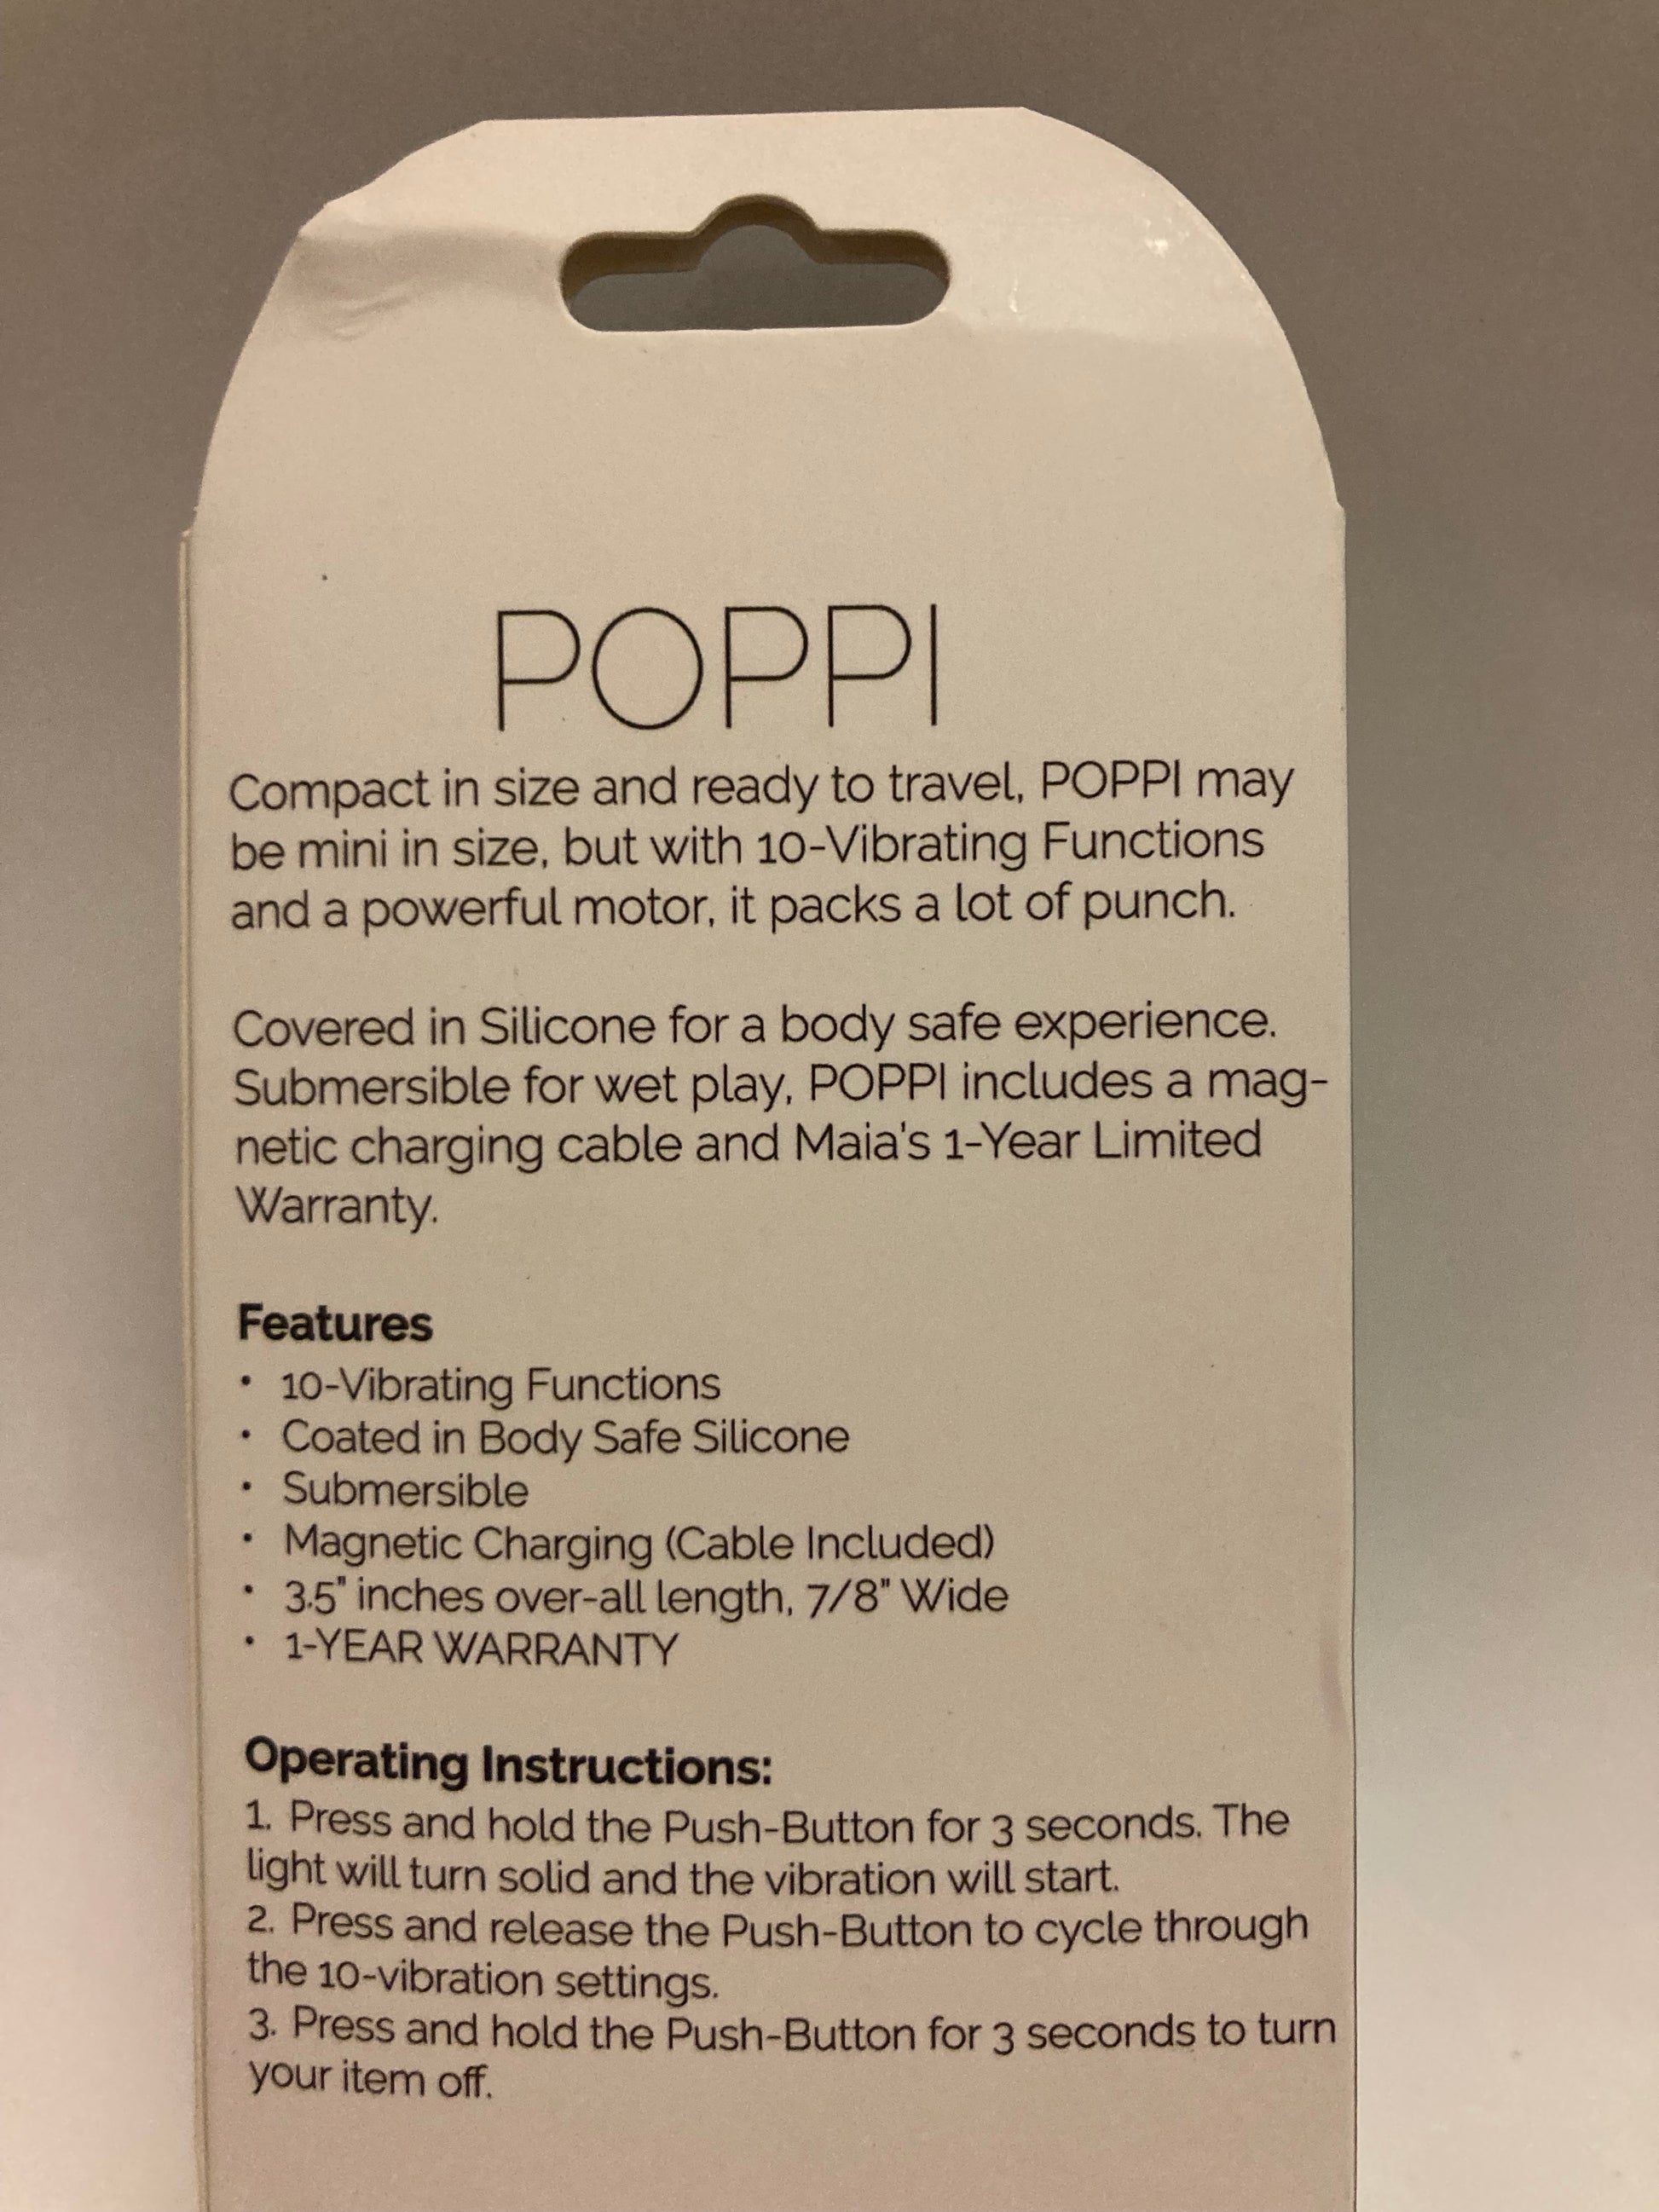 POPPI
Compact in size and ready to travel, POPPI may
be mini in size, but with 10-Vibrating Functions
and a powerful motor, it packs a lot of punch.
Covered in Silicone for a body safe experience.
Submersible for wet play, POPPI includes a mag-
netic charging cable and Maia's 1-Year Limited
Warranty.
Features
• 10-Vibrating Functions
• Coated in Body Safe Silicone
• Submersible
• Magnetic Charging (Cable Included)
• 3.5" inches over-all length, 7/8" Wide
• 1-YEAR WARRANTY
Operating Instructions:
1. Press and hold the Push-Button for 3 seconds. The
light will turn solid and the vibration will start.
2. Press and release the Push-Button to cycle through
the 10-vibration settings.
3. Press and hold the Push-Button for 3 seconds to turn
your item off.